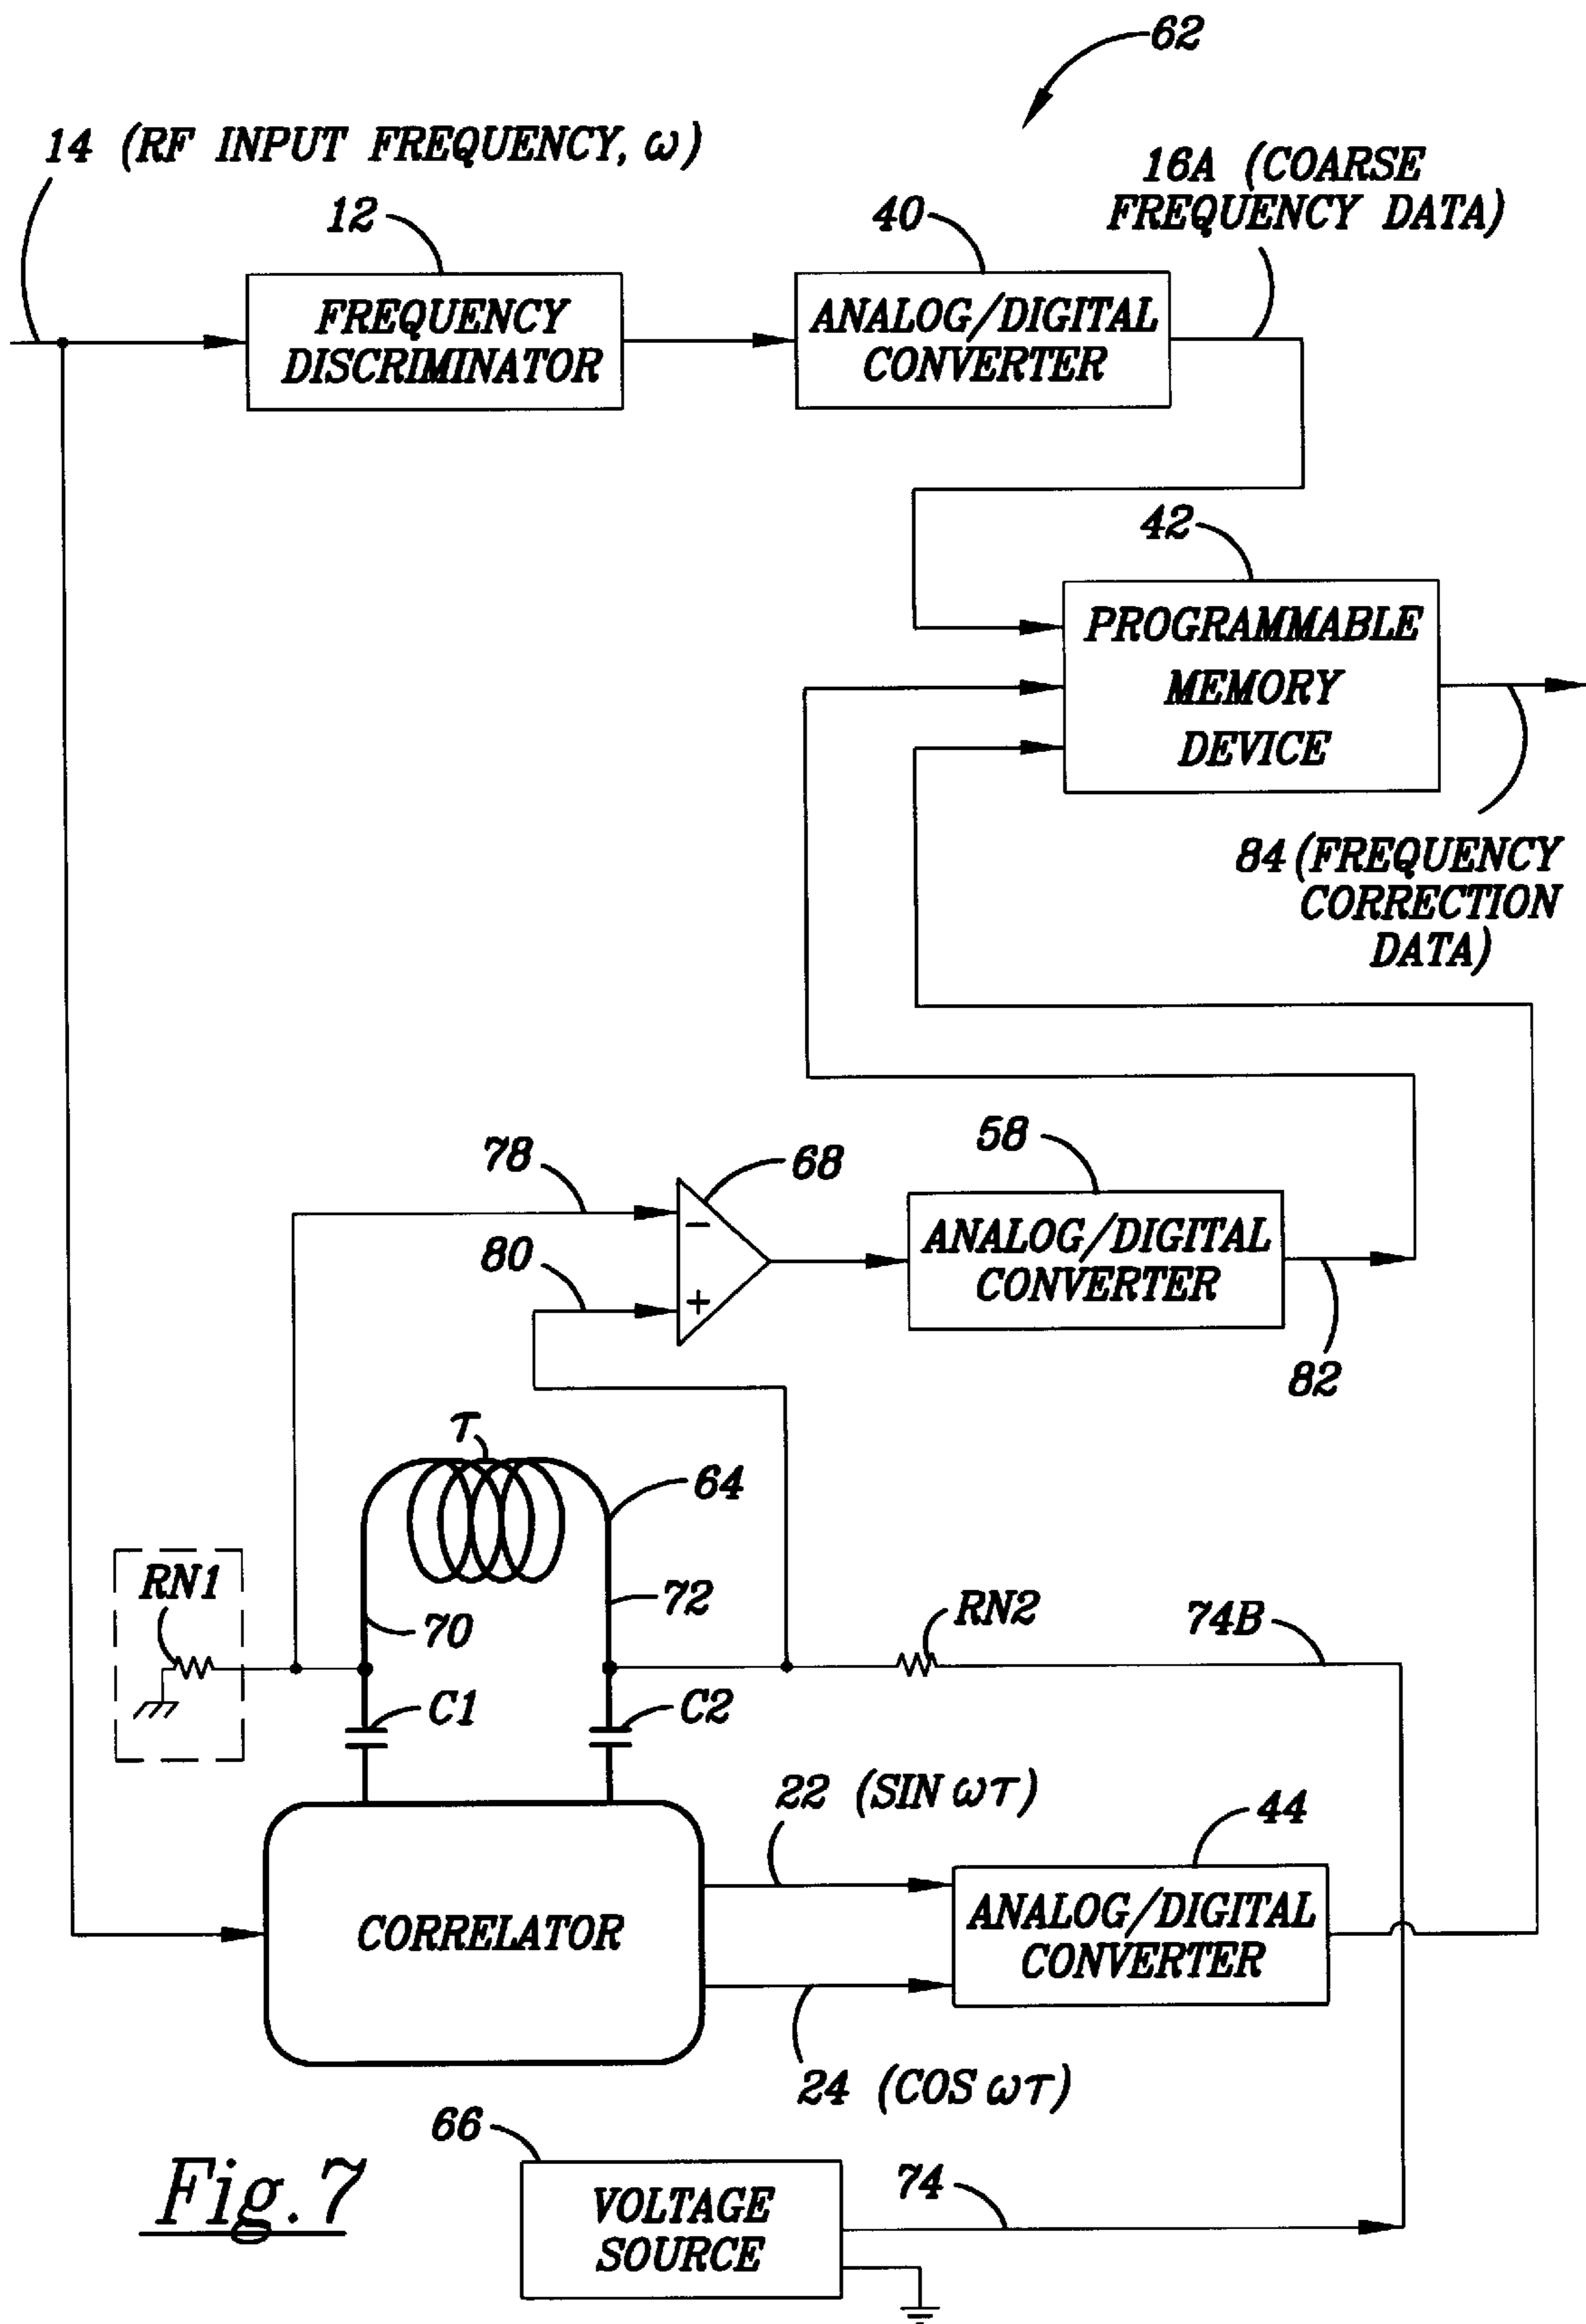 62
14 (RF INPUT FREQUENCY, ω)
16A (COARSE
FREQUENCY DATA)
12
40
FREQUENCY
DISCRIMINATOR
ANALOG/DIGITAL
CONVERTER
42
PROGRAMMABLE
MEMORY
DEVICE
84 (FREQUENCY
CORRECTION
DATA)
78
68
58
80
−
+
ANALOG/DIGITAL
CONVERTER
82
τ
64
RN1
70
72
RN2
74B
C1
C2
22 (SIN ωτ)
44
CORRELATOR
ANALOG/DIGITAL
CONVERTER
24 (COS ωτ)
66
74
VOLTAGE
SOURCE
Fig. 7